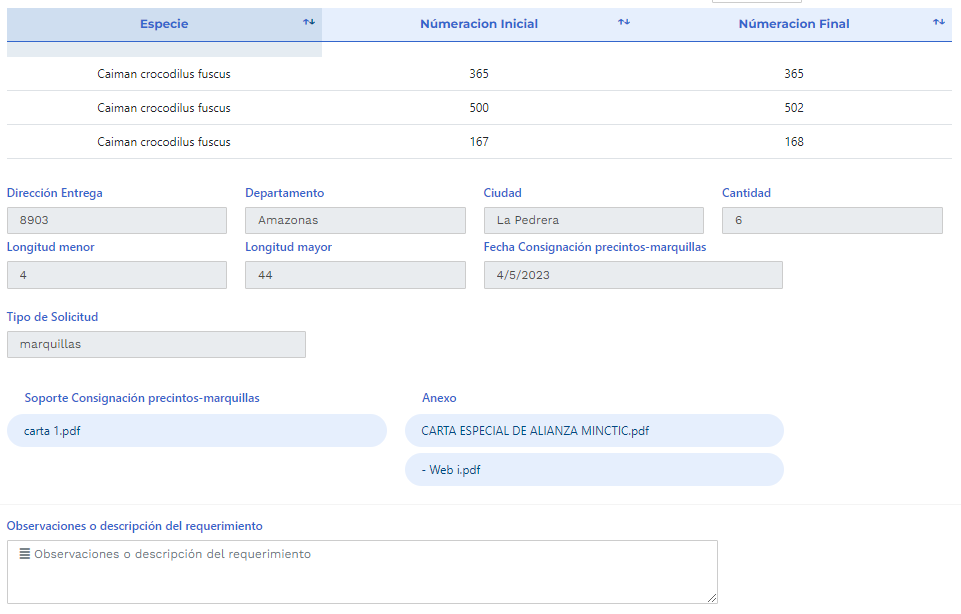 Especie Númeracion Inicial Númeracion Final
Caiman crocodilus fuscus 365 365
Caiman crocodilus fuscus 500 502
Caiman crocodilus fuscus 167 168
Dirección Entrega Departamento Ciudad Cantidad
8903 Amazonas La Pedrera 6
Longitud menor Longitud mayor Fecha Consignación precintos-marquillas
4 44 4/5/2023
Tipo de Solicitud
marquillas
Soporte Consignación precintos-marquillas Anexo
carta 1.pdf CARTA ESPECIAL DE ALIANZA MINCTIC.pdf
- Web i.pdf
Observaciones o descripción del requerimiento
Observaciones o descripción del requerimiento